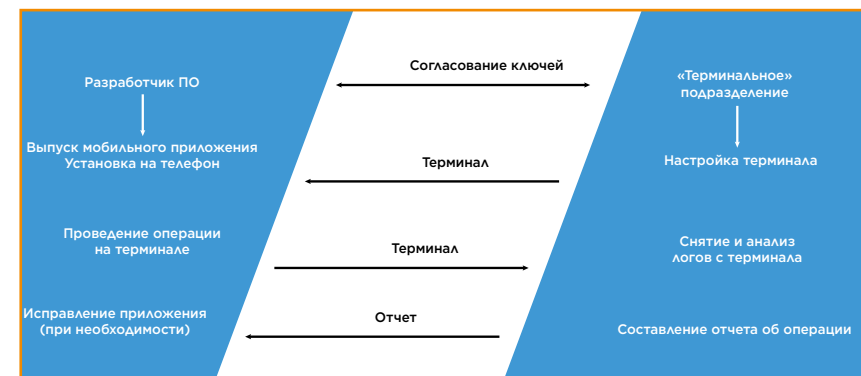 Согласование ключей
Разработчик ПО
«Терминальное»
подразделение
Выпуск мобильного приложения
Установка на телефон
Терминал
Настройка терминала
Проведение операции
на терминале
Терминал
Снятие и анализ
логов с терминала
Исправление приложения
(при необходимости)
Отчет
Составление отчета об операции